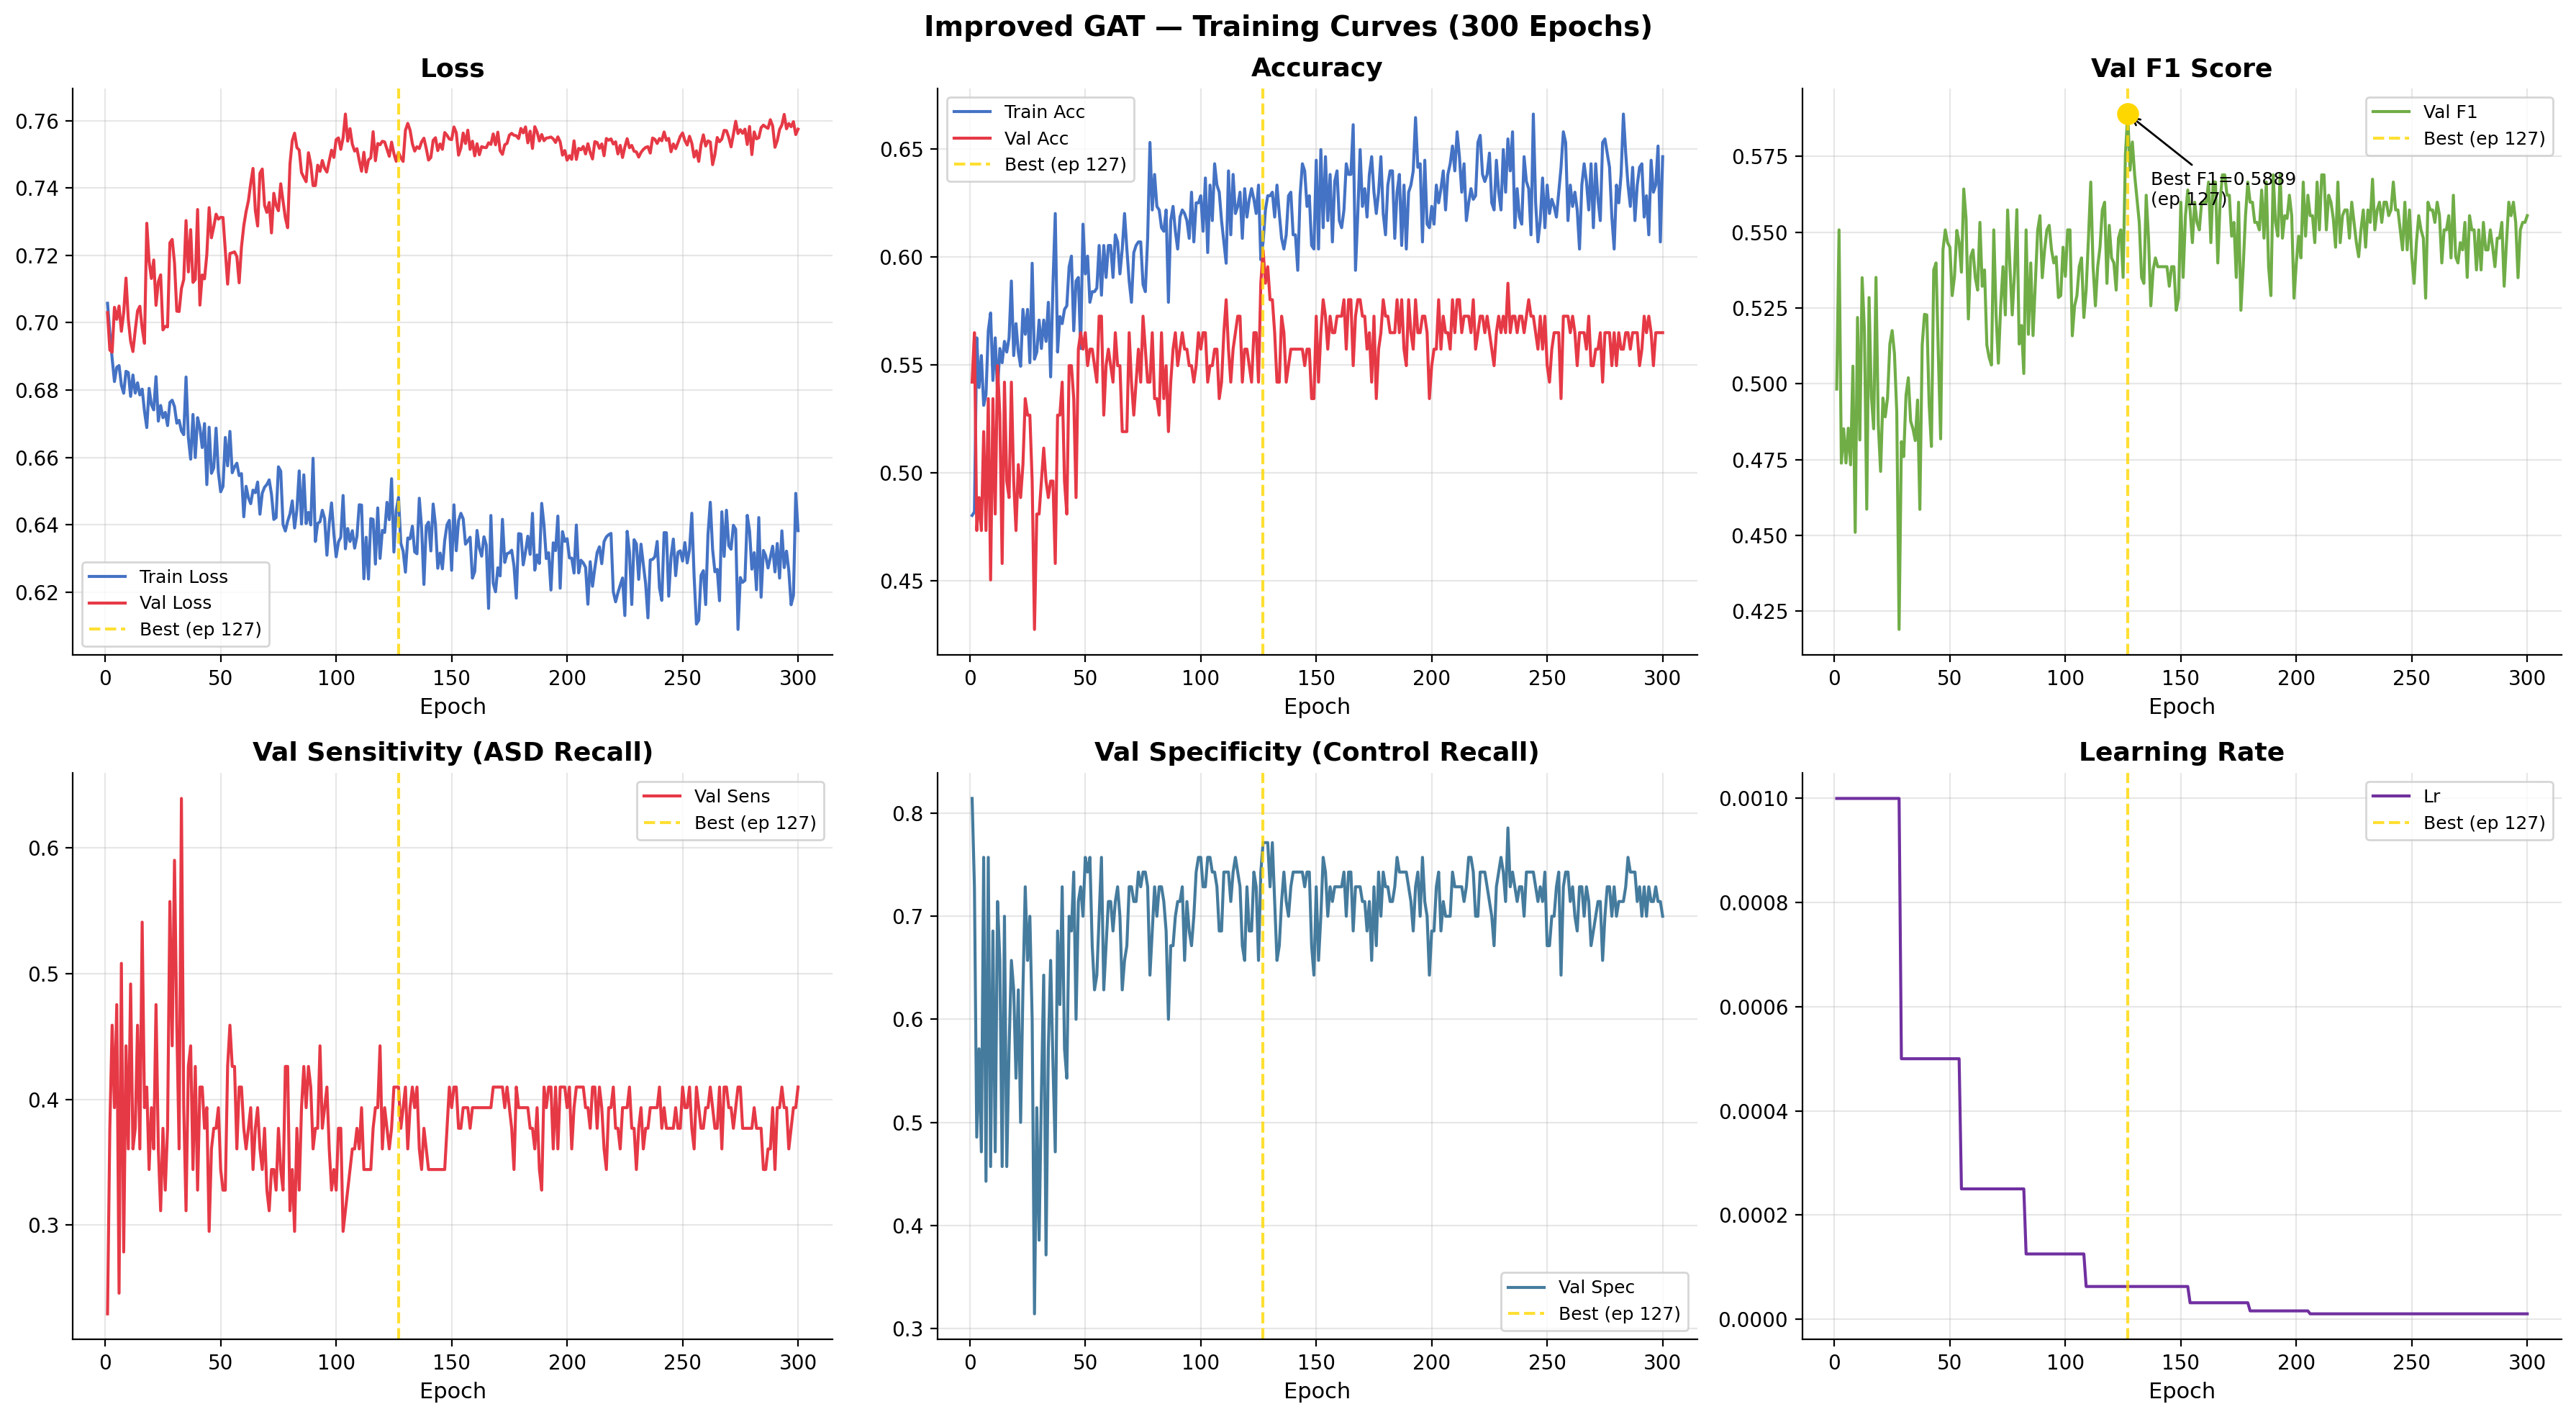 Improved GAT — Training Curves (300 Epochs)
Loss
0.76
0.74
0.72
0.70
0.68
0.66
0.64
0.62
Train Loss
Val Loss
Best (ep 127)
0 50 100 150 200 250 300
Epoch
Accuracy
Train Acc
Val Acc
Best (ep 127)
0.65
0.60
0.55
0.50
0.45
0 50 100 150 200 250 300
Epoch
Val F1 Score
Val F1
Best (ep 127)
Best F1=0.5889
(ep 127)
0.575
0.550
0.525
0.500
0.475
0.450
0.425
0 50 100 150 200 250 300
Epoch
Val Sensitivity (ASD Recall)
Val Sens
Best (ep 127)
0.6
0.5
0.4
0.3
0 50 100 150 200 250 300
Epoch
Val Specificity (Control Recall)
0.8
0.7
0.6
0.5
0.4
0.3
Val Spec
Best (ep 127)
0 50 100 150 200 250 300
Epoch
Learning Rate
Lr
Best (ep 127)
0.0010
0.0008
0.0006
0.0004
0.0002
0.0000
0 50 100 150 200 250 300
Epoch